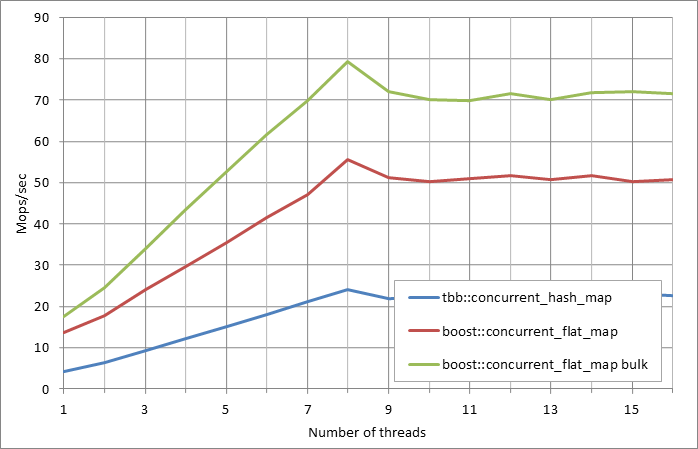 90
80
70
60
50
40
30
20
10
0
Mops/sec
tbb::concurrent_hash_map
boost::concurrent_flat_map
boost::concurrent_flat_map bulk
1 3 5 7 9 11 13 15
Number of threads